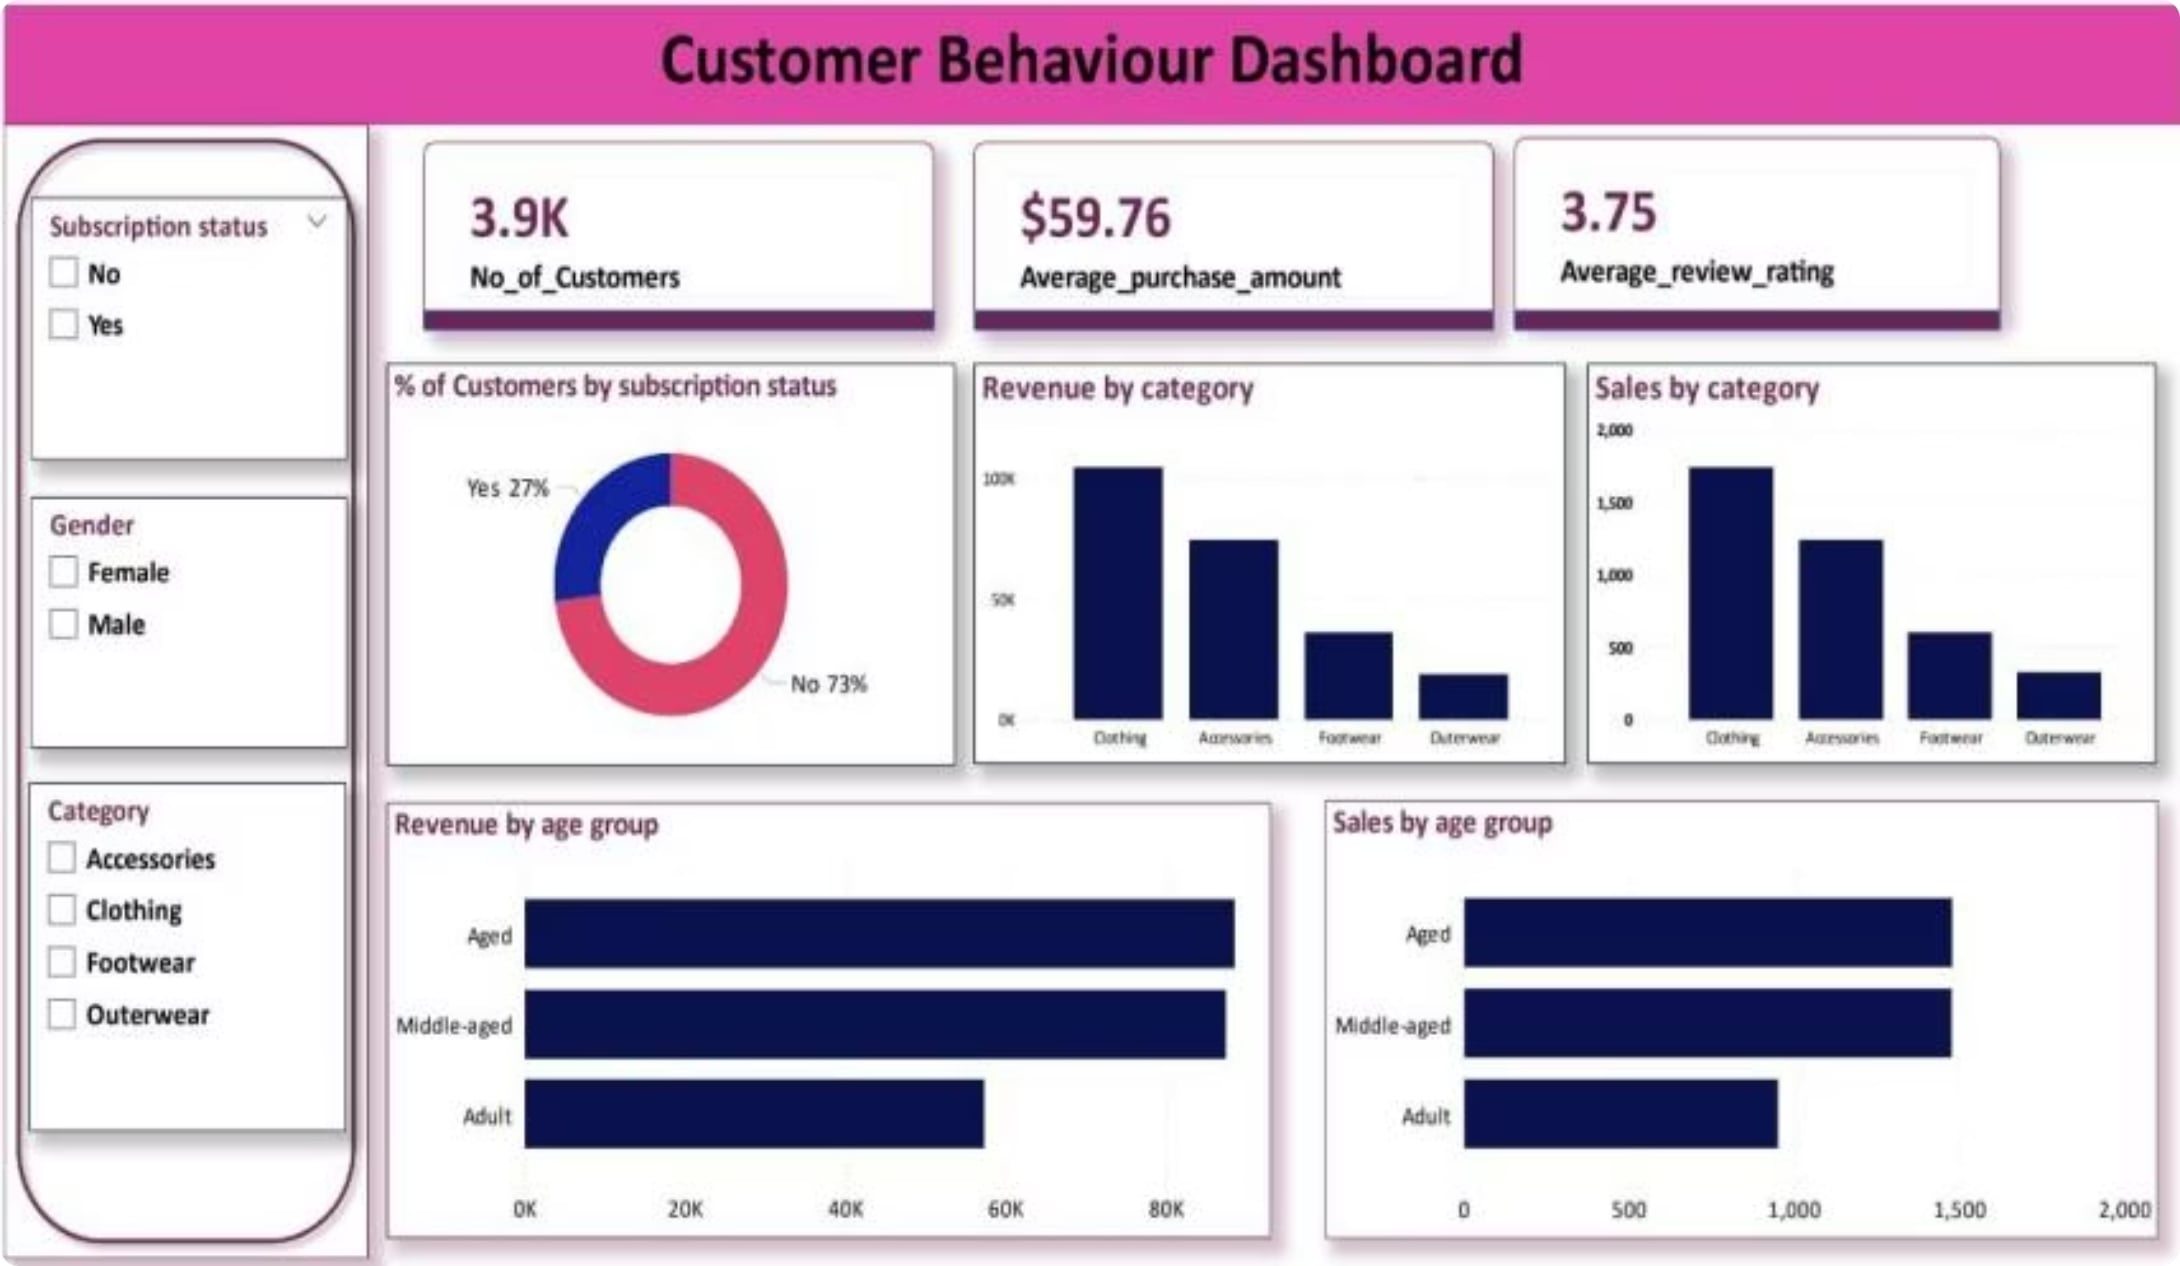 Customer Behaviour Dashboard
Subscription status
No
Yes
Gender
Female
Male
Category
Accessories
Clothing
Footwear
Outerwear
3.9K
No_of_Customers
$59.76
Average_purchase_amount
3.75
Average_review_rating
% of Customers by subscription status
Yes 27%
No 73%
Revenue by category
100K
50K
0K
Clothing Accessories Footwear Outerwear
Sales by category
2,000
1,500
1,000
500
0
Clothing Accessories Footwear Outerwear
Revenue by age group
Aged
Middle-aged
Adult
0K 20K 40K 60K 80K
Sales by age group
Aged
Middle-aged
Adult
0 500 1,000 1,500 2,000